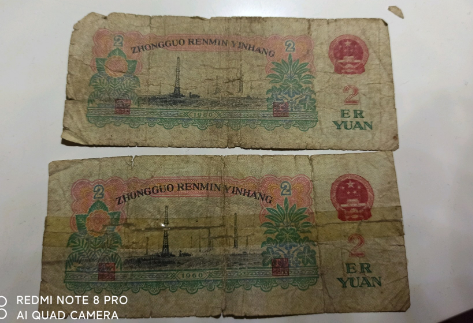 2
ZHONGGUO RENMIN YINHANG
2
2
ER
YUAN
1960
2
ZHONGGUO RENMIN YINHANG
2
2
ER
YUAN
1960
REDMI NOTE 8 PRO
AI QUAD CAMERA